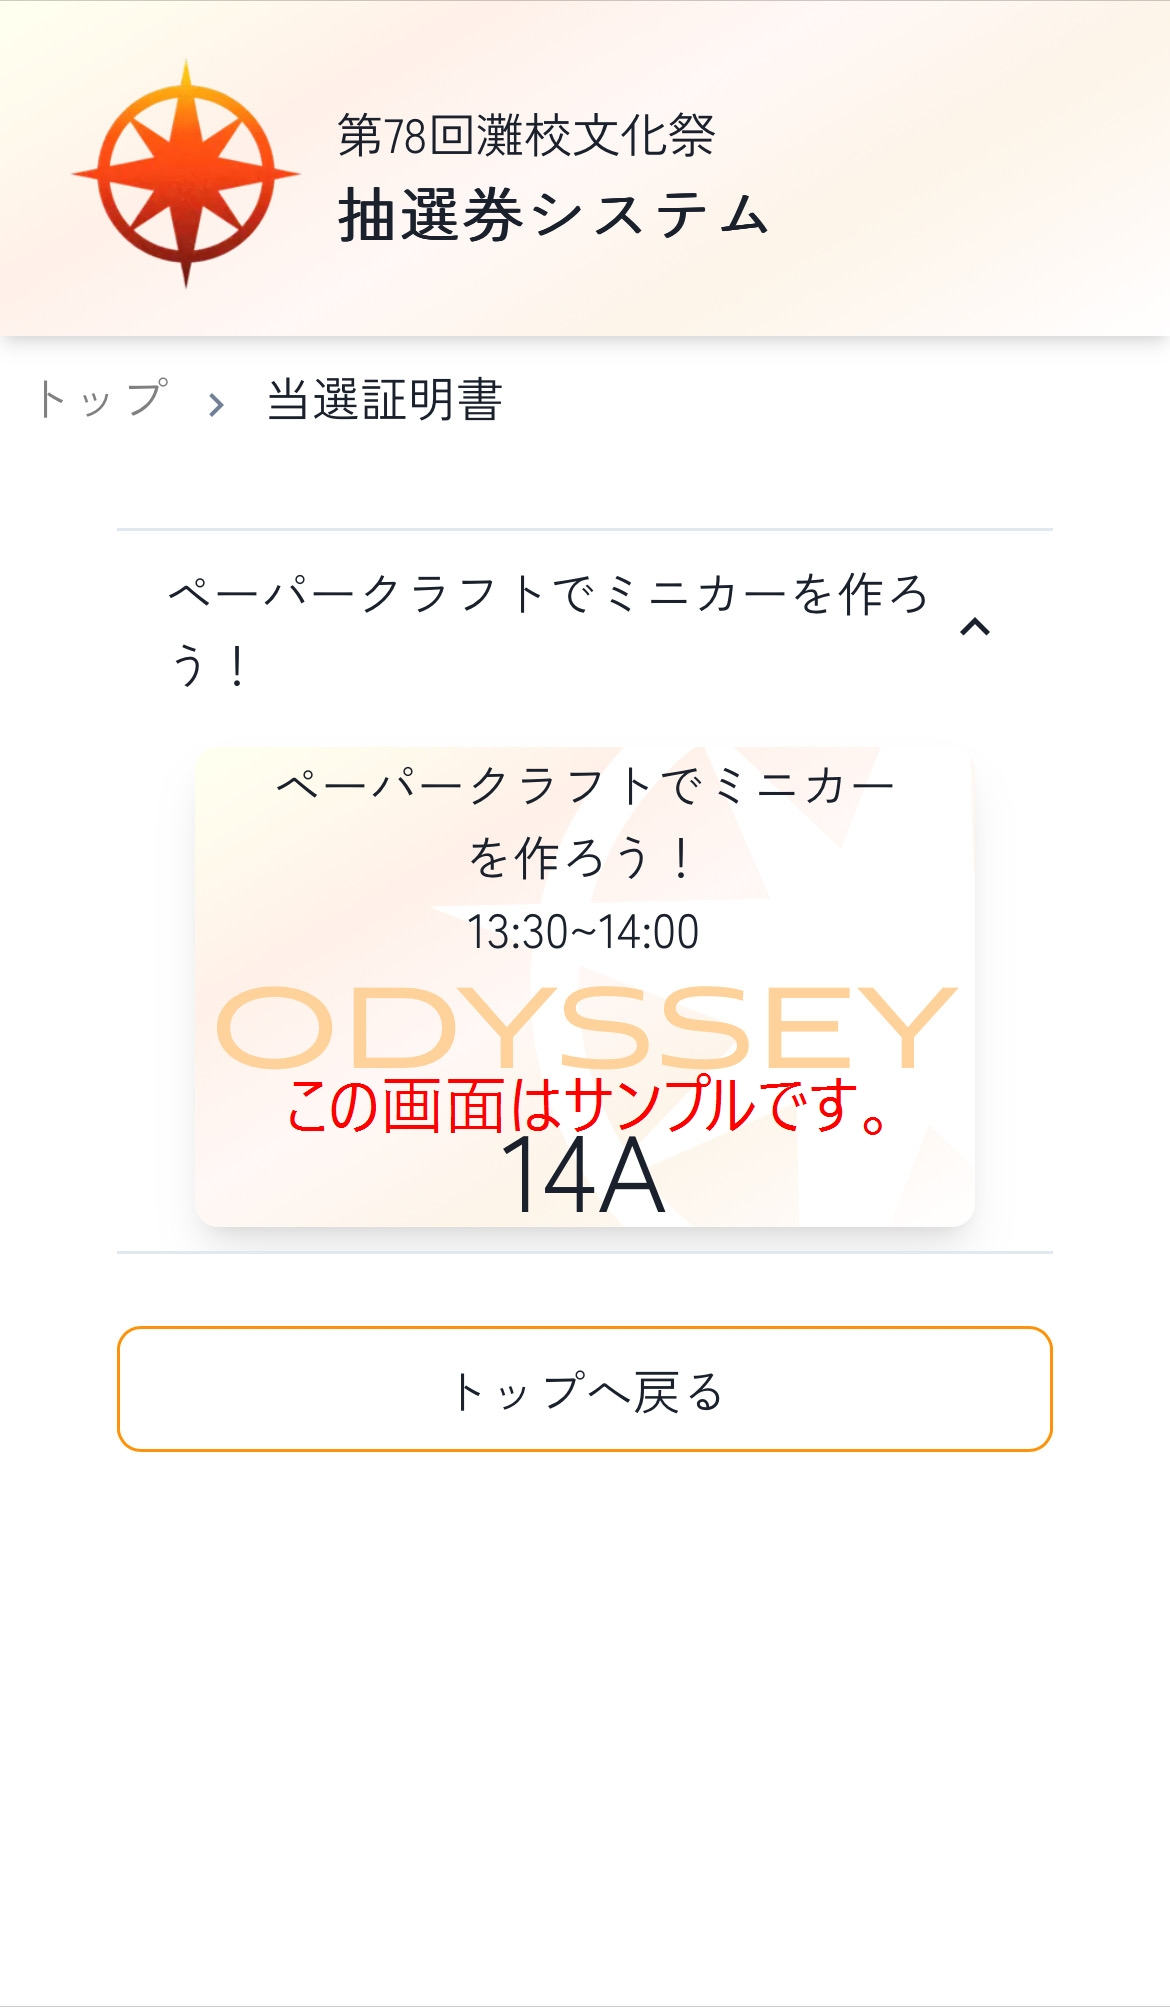 第78回灘校文化祭
抽選券システム
トップ › 当選証明書
ペーパークラフトでミニカーを作ろ
う！
ペーパークラフトでミニカー
を作ろう！
13:30~14:00
ODYSSEY
この画面はサンプルです。
14A
トップへ戻る